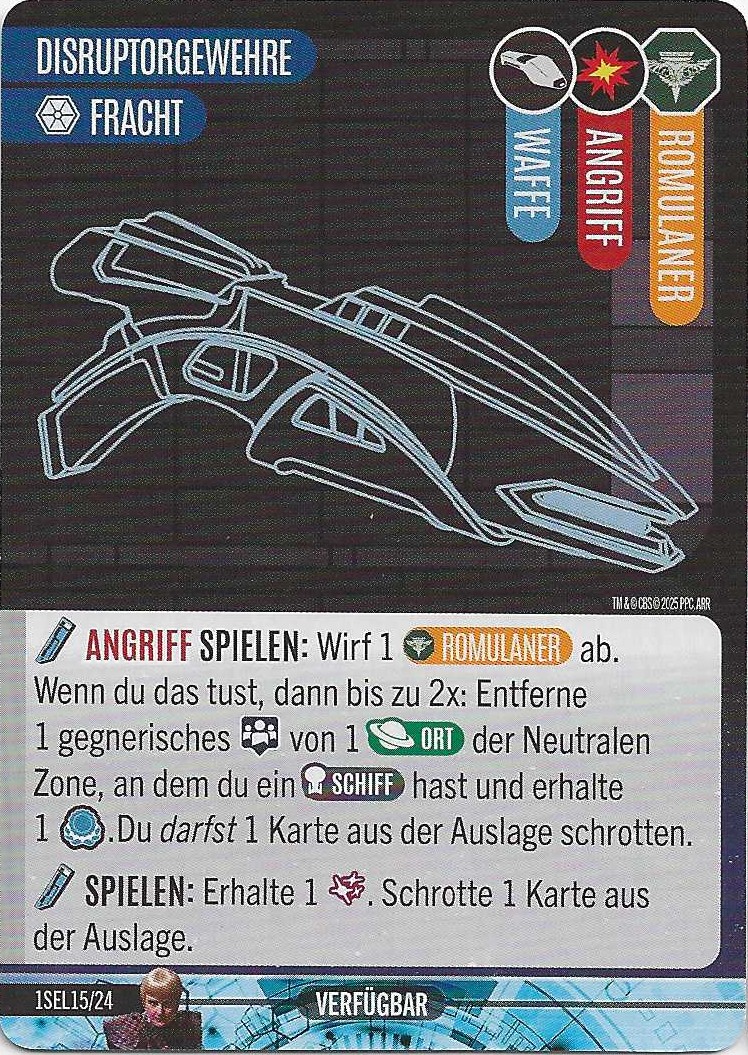 DISRUPTORGEWEHRE
FRACHT
WAFFE
ANGRIFF
ROMULANER
TM & © CBS © 2025 PPC. ARR
ANGRIFF SPIELEN: Wirf 1 ROMULANER ab.
Wenn du das tust, dann bis zu 2x: Entferne
1 gegnerisches von 1 ORT der Neutralen
Zone, an dem du ein SCHIFF hast und erhalte
1 .Du darfst 1 Karte aus der Auslage schrotten.
SPIELEN: Erhalte 1 . Schrotte 1 Karte aus
der Auslage.
1SEL15/24
VERFÜGBAR